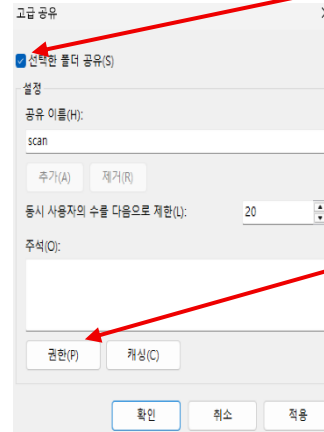 고급 공유
선택한 폴더 공유(S)
설정
공유 이름(H):
scan
추가(A) 제거(R)
동시 사용자의 수를 다음으로 제한(L): 20
주석(O):
권한(P) 캐싱(C)
확인 취소 적용